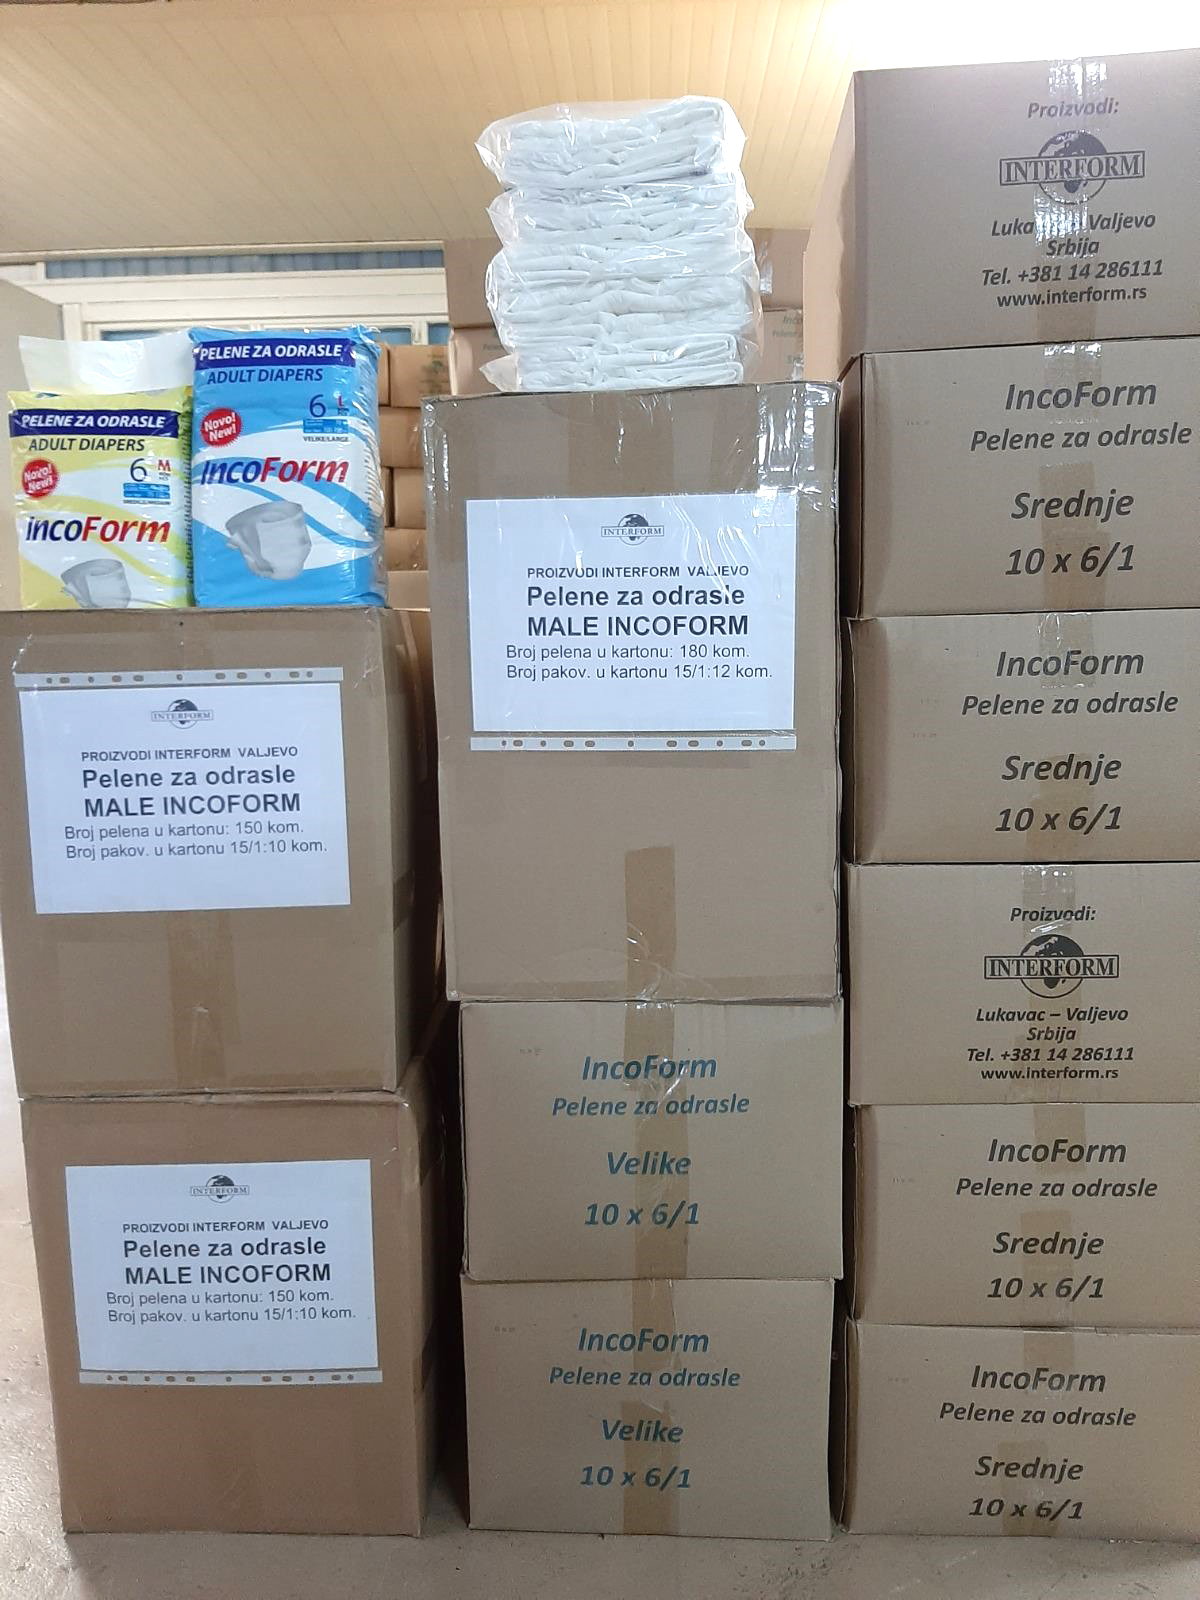 PELENE ZA ODRASLE
ADULT DIAPERS
Novo!
New!
6 M
incoForm
PELENE ZA ODRASLE
ADULT DIAPERS
6 L
VELIKE/LARGE
Novo!
New!
IncoForm
INTERFORM
PROIZVODI INTERFORM VALJEVO
Pelene za odrasle
MALE INCOFORM
Broj pelena u kartonu: 150 kom.
Broj pakov. u kartonu 15/1:10 kom.
INTERFORM
PROIZVODI INTERFORM VALJEVO
Pelene za odrasle
MALE INCOFORM
Broj pelena u kartonu: 150 kom.
Broj pakov. u kartonu 15/1:10 kom.
INTERFORM
PROIZVODI INTERFORM VALJEVO
Pelene za odrasle
MALE INCOFORM
Broj pelena u kartonu: 180 kom.
Broj pakov. u kartonu 15/1:12 kom.
IncoForm
Pelene za odrasle
Velike
10 x 6/1
IncoForm
Pelene za odrasle
Velike
10 x 6/1
Proizvodi:
INTERFORM
Lukavac – Valjevo
Srbija
Tel. +381 14 286111
www.interform.rs
IncoForm
Pelene za odrasle
Srednje
10 x 6/1
IncoForm
Pelene za odrasle
Srednje
10 x 6/1
Proizvodi:
INTERFORM
Lukavac – Valjevo
Srbija
Tel. +381 14 286111
www.interform.rs
IncoForm
Pelene za odrasle
Srednje
10 x 6/1
IncoForm
Pelene za odrasle
Srednje
10 x 6/1